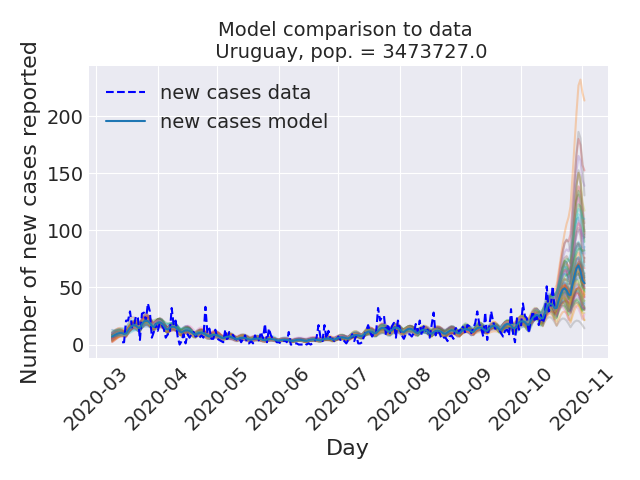 Model comparison to data
Uruguay, pop. = 3473727.0
Number of new cases reported
new cases data
new cases model
200
150
100
50
0
2020-03
2020-04
2020-05
2020-06
2020-07
2020-08
2020-09
2020-10
2020-11
Day